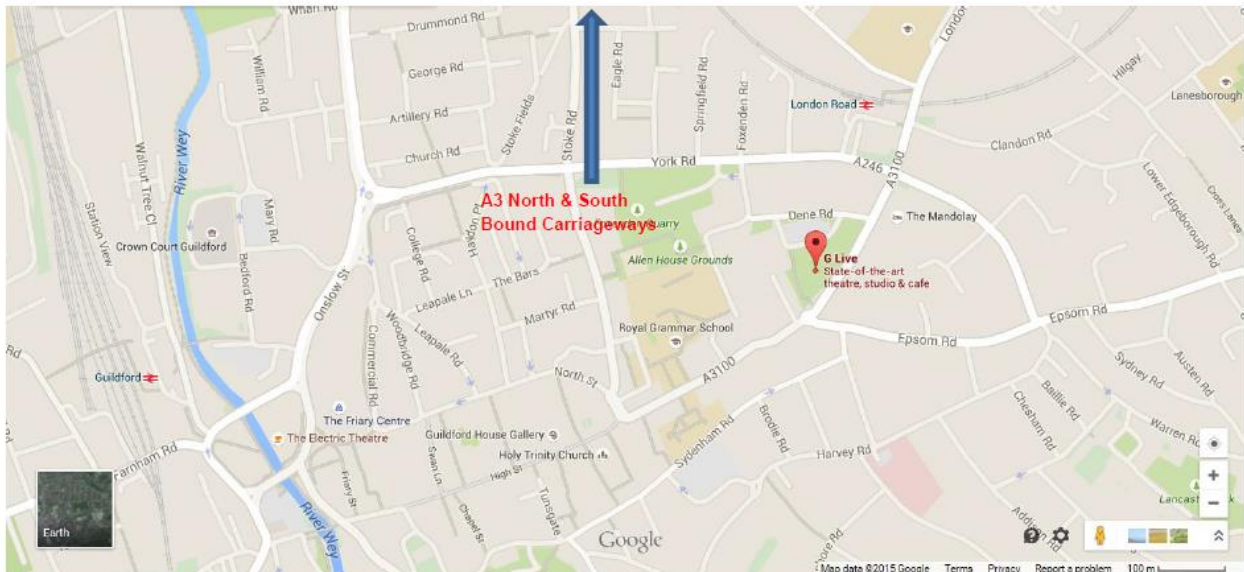 Wharf Rd
Drummond Rd
George Rd
Artillery Rd
Church Rd
Stoke Fields
Stoke Rd
Eagle Rd
Springfield Rd
Foxenden Rd
London Road
London
Hilgay
Lanesborough
Clandon Rd
Lower Edgeborough Rd
Cross Lanes
William Rd
River Wey
Walnut Tree Cl
Station View
Mary Rd
Crown Court Guildford
Bedford Rd
York Rd
A246
A3100
A3 North & South
Bound Carriageways
Quarry
Allen House Grounds
Dene Rd
The Mandolay
G Live
State-of-the-art
theatre, studio & cafe
Haydon Pl
College Rd
The Bars
Leapale Ln
Onslow St
Martyr Rd
Woodbridge Rd
Leapale Rd
Commercial Rd
Royal Grammar School
Epsom Rd
Epsom Rd
A3100
North St
Guildford
The Friary Centre
The Electric Theatre
Guildford House Gallery
Holy Trinity Church
Farnham Rd
High St
Swan Ln
Friary St
Chapel St
Tunsgate
River Wey
Sydenham Rd
Brodie Rd
Harvey Rd
Chesham Rd
Baillie Rd
Sydney Rd
Austen Rd
Warren Rd
Addison Rd
Earth
Google
Map data ©2015 Google Terms Privacy Report a problem 100 m